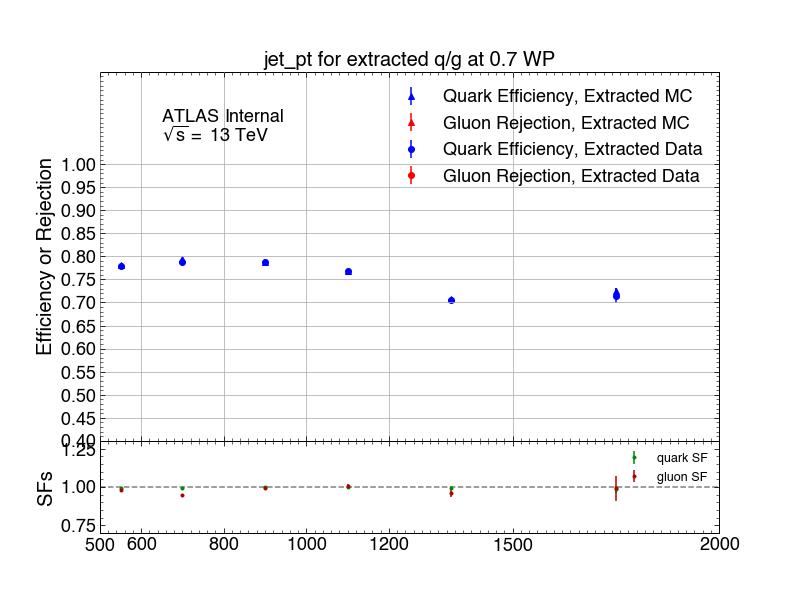 jet_pt for extracted q/g at 0.7 WP
ATLAS Internal
√s = 13 TeV
Quark Efficiency, Extracted MC
Gluon Rejection, Extracted MC
Quark Efficiency, Extracted Data
Gluon Rejection, Extracted Data
Efficiency or Rejection
1.00
0.95
0.90
0.85
0.80
0.75
0.70
0.65
0.60
0.55
0.50
0.45
0.40
SFs
1.25
1.00
0.75
quark SF
gluon SF
500 600 800 1000 1200 1500 2000